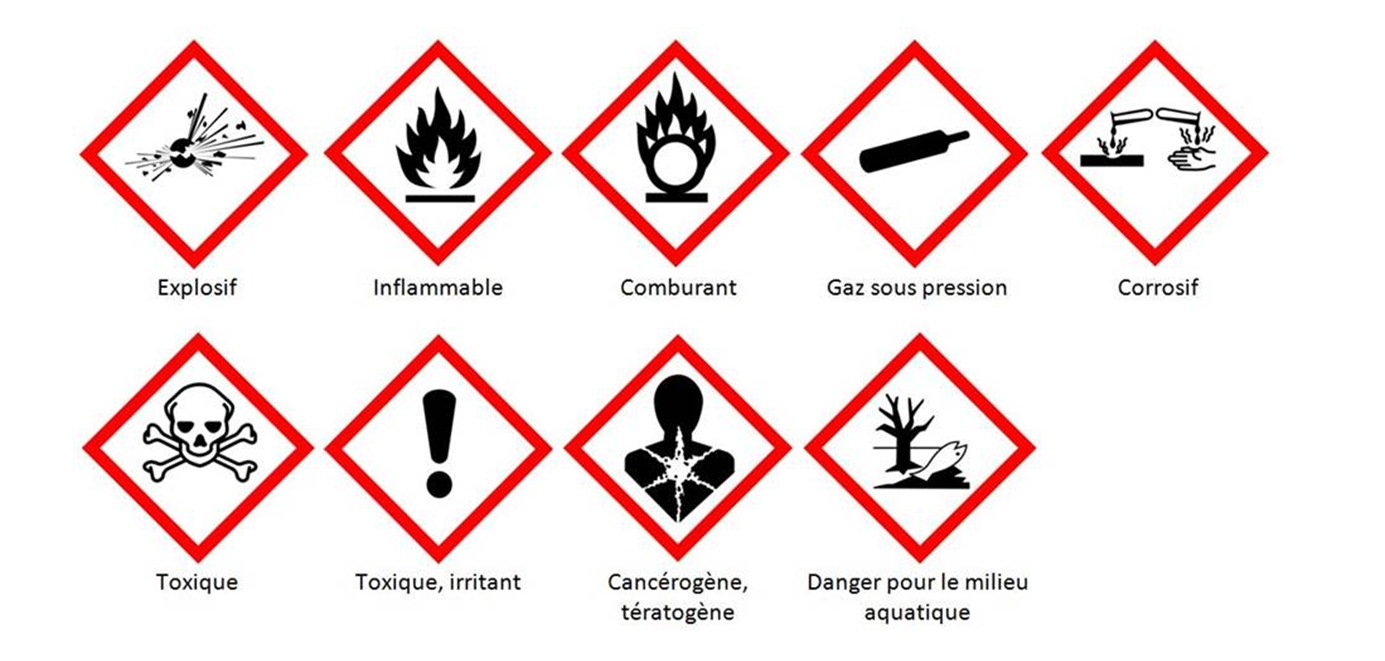 Explosif
Inflammable
Comburant
Gaz sous pression
Corrosif
Toxique
Toxique, irritant
Cancérogène,
tératogène
Danger pour le milieu
aquatique